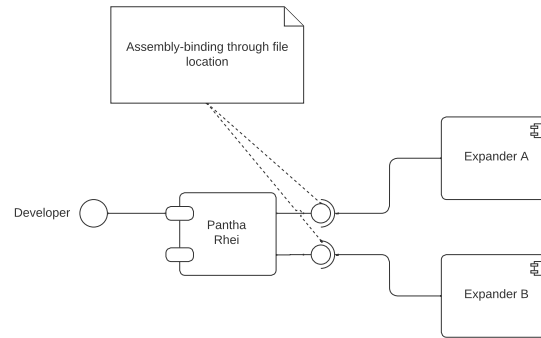 Assembly-binding through file
location
Expander A
Developer
Pantha
Rhei
Expander B